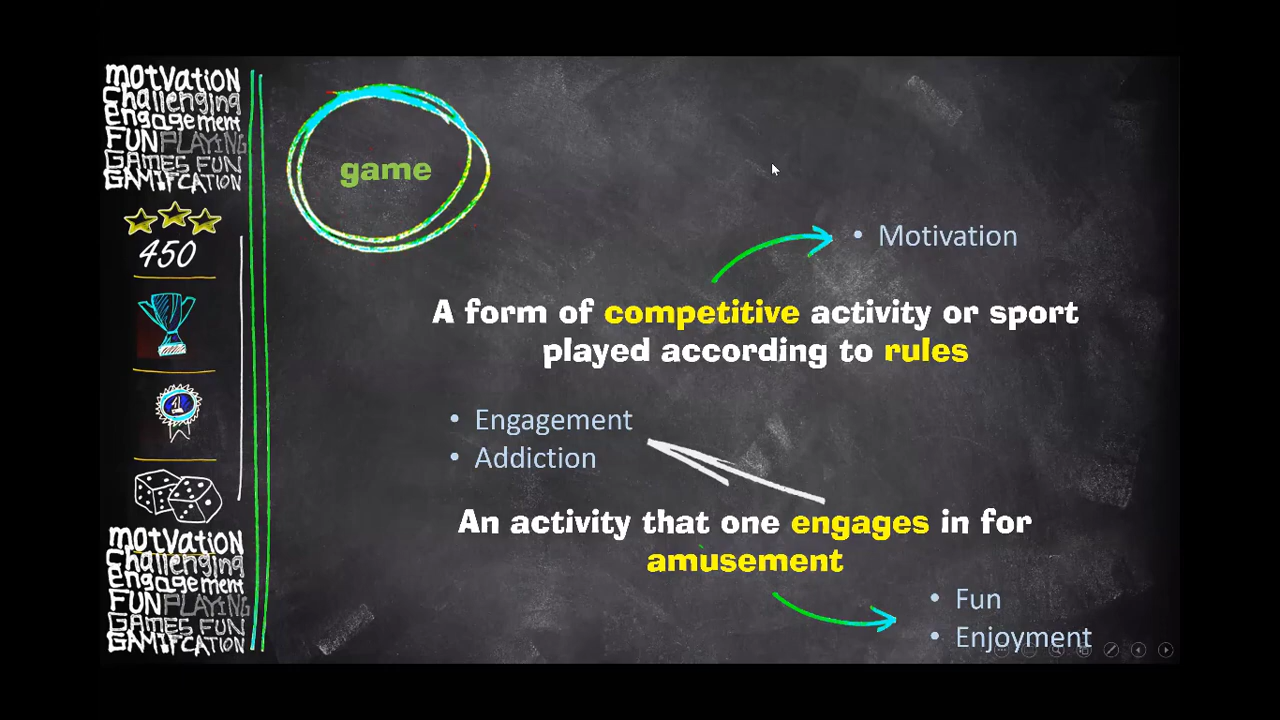 motvation
Challenging
Engagement
FUN PLAYING
GAMES FUN
GAMIFCATION
450
1
motvation
Challenging
Engagement
FUN PLAYING
GAMES FUN
GAMIFCATION
game
• Motivation
A form of competitive activity or sport
played according to rules
• Engagement
• Addiction
An activity that one engages in for
amusement
• Fun
• Enjoyment